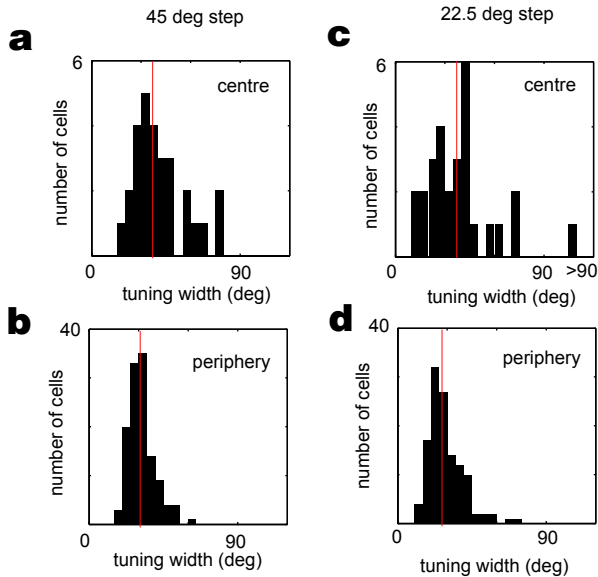 45 deg step
22.5 deg step
a
6
centre
number of cells
0
90
tuning width (deg)
c
6
centre
number of cells
0
90
>90
tuning width (deg)
b
40
periphery
number of cells
0
90
tuning width (deg)
d
40
periphery
number of cells
0
90
tuning width (deg)